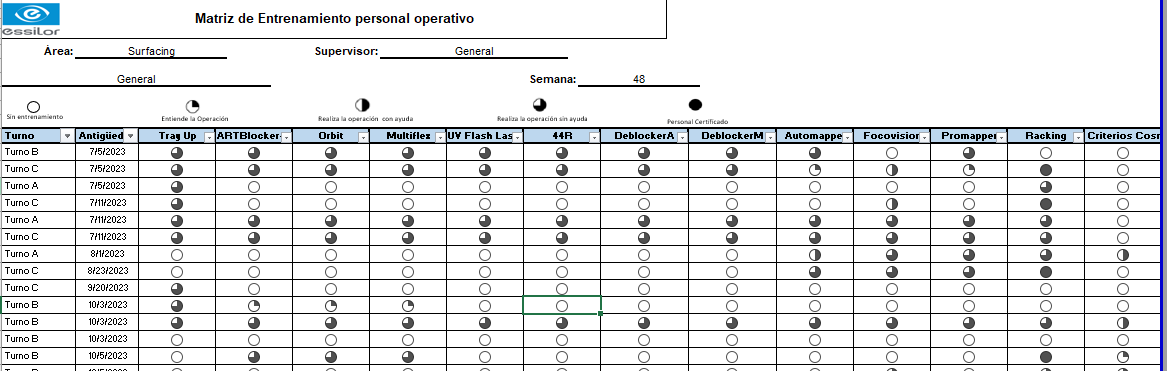 essilor
Matriz de Entrenamiento personal operativo
Área: Surfacing Supervisor: General
General Semana: 48
Sin entrenamiento Entiende la Operación Realiza la operación con ayuda Realiza la operación sin ayuda Personal Certificado
Turno Antigüed Tray Up ARTBlocker Orbit Multiflex UV Flash Las 44R DeblockerA DeblockerM Automappe Focovision Promapper Racking Criterios Cosm
Turno B 7/5/2023
Turno C 7/5/2023
Turno A 7/5/2023
Turno C 7/11/2023
Turno A 7/11/2023
Turno C 7/11/2023
Turno A 8/1/2023
Turno C 8/23/2023
Turno C 9/20/2023
Turno B 10/3/2023
Turno B 10/3/2023
Turno B 10/3/2023
Turno B 10/5/2023